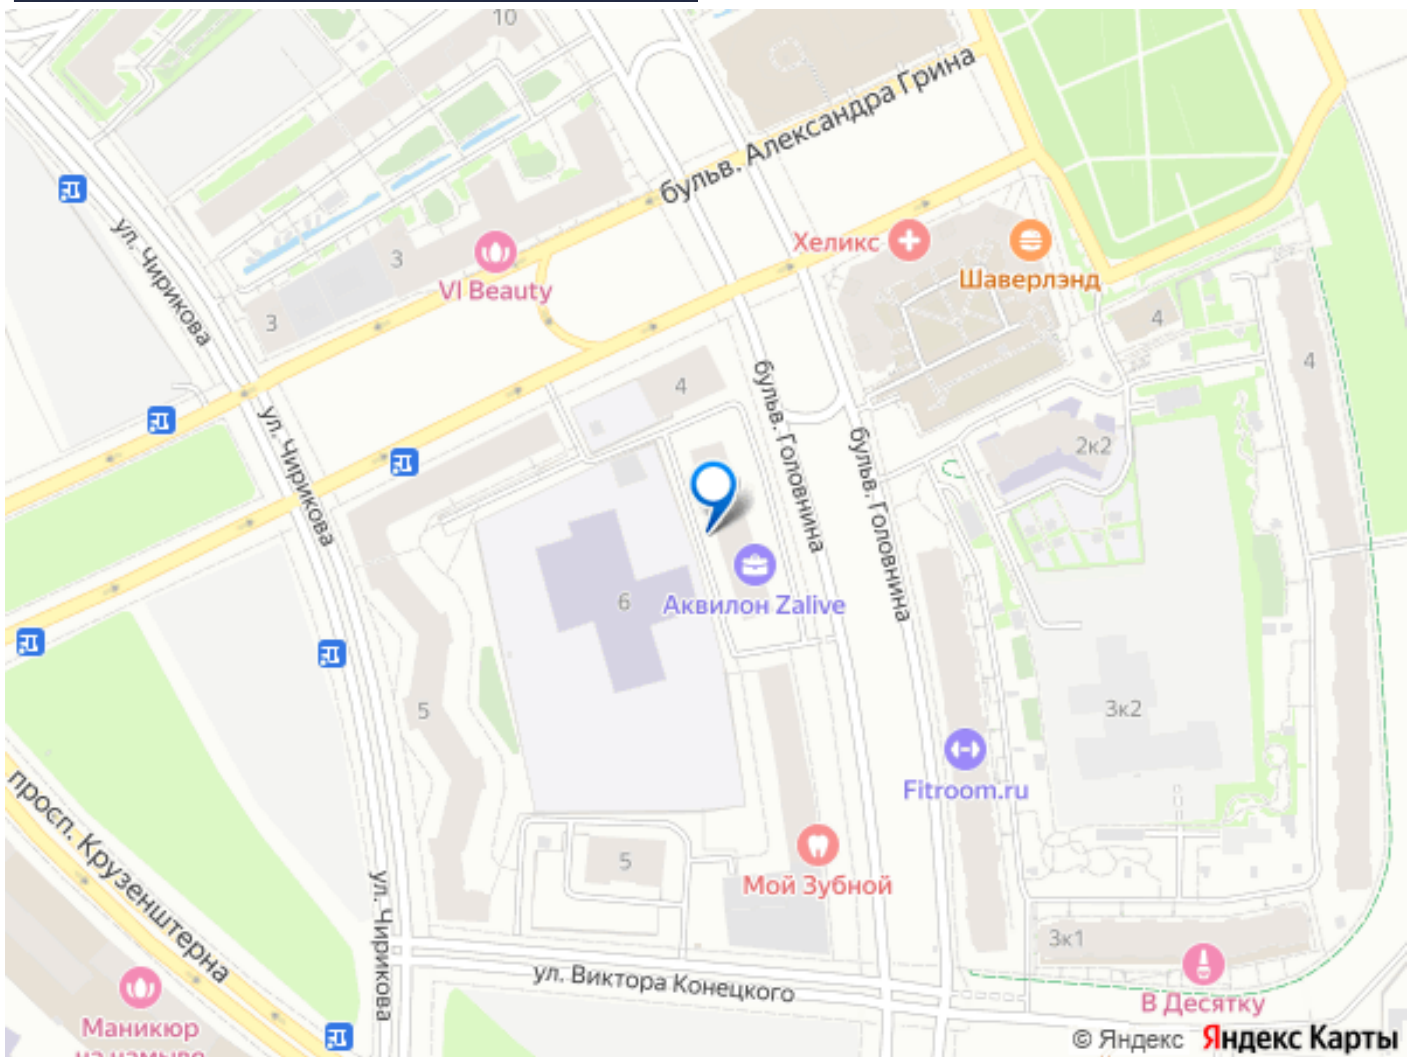 10
бульв. Александра Грина
ул. Чирикова
Хеликс
Шаверлэнд
3
VI Beauty
3
4
4
4
бульв. Головнина
ул. Чирикова
бульв. Головнина
2к2
6
Аквилон Zalive
5
3к2
Fitroom.ru
просп. Крузенштерна
5
Мой Зубной
ул. Чирикова
3к1
ул. Виктора Конецкого
В Десятку
Маникюр
на намыве
© Яндекс Яндекс Карты